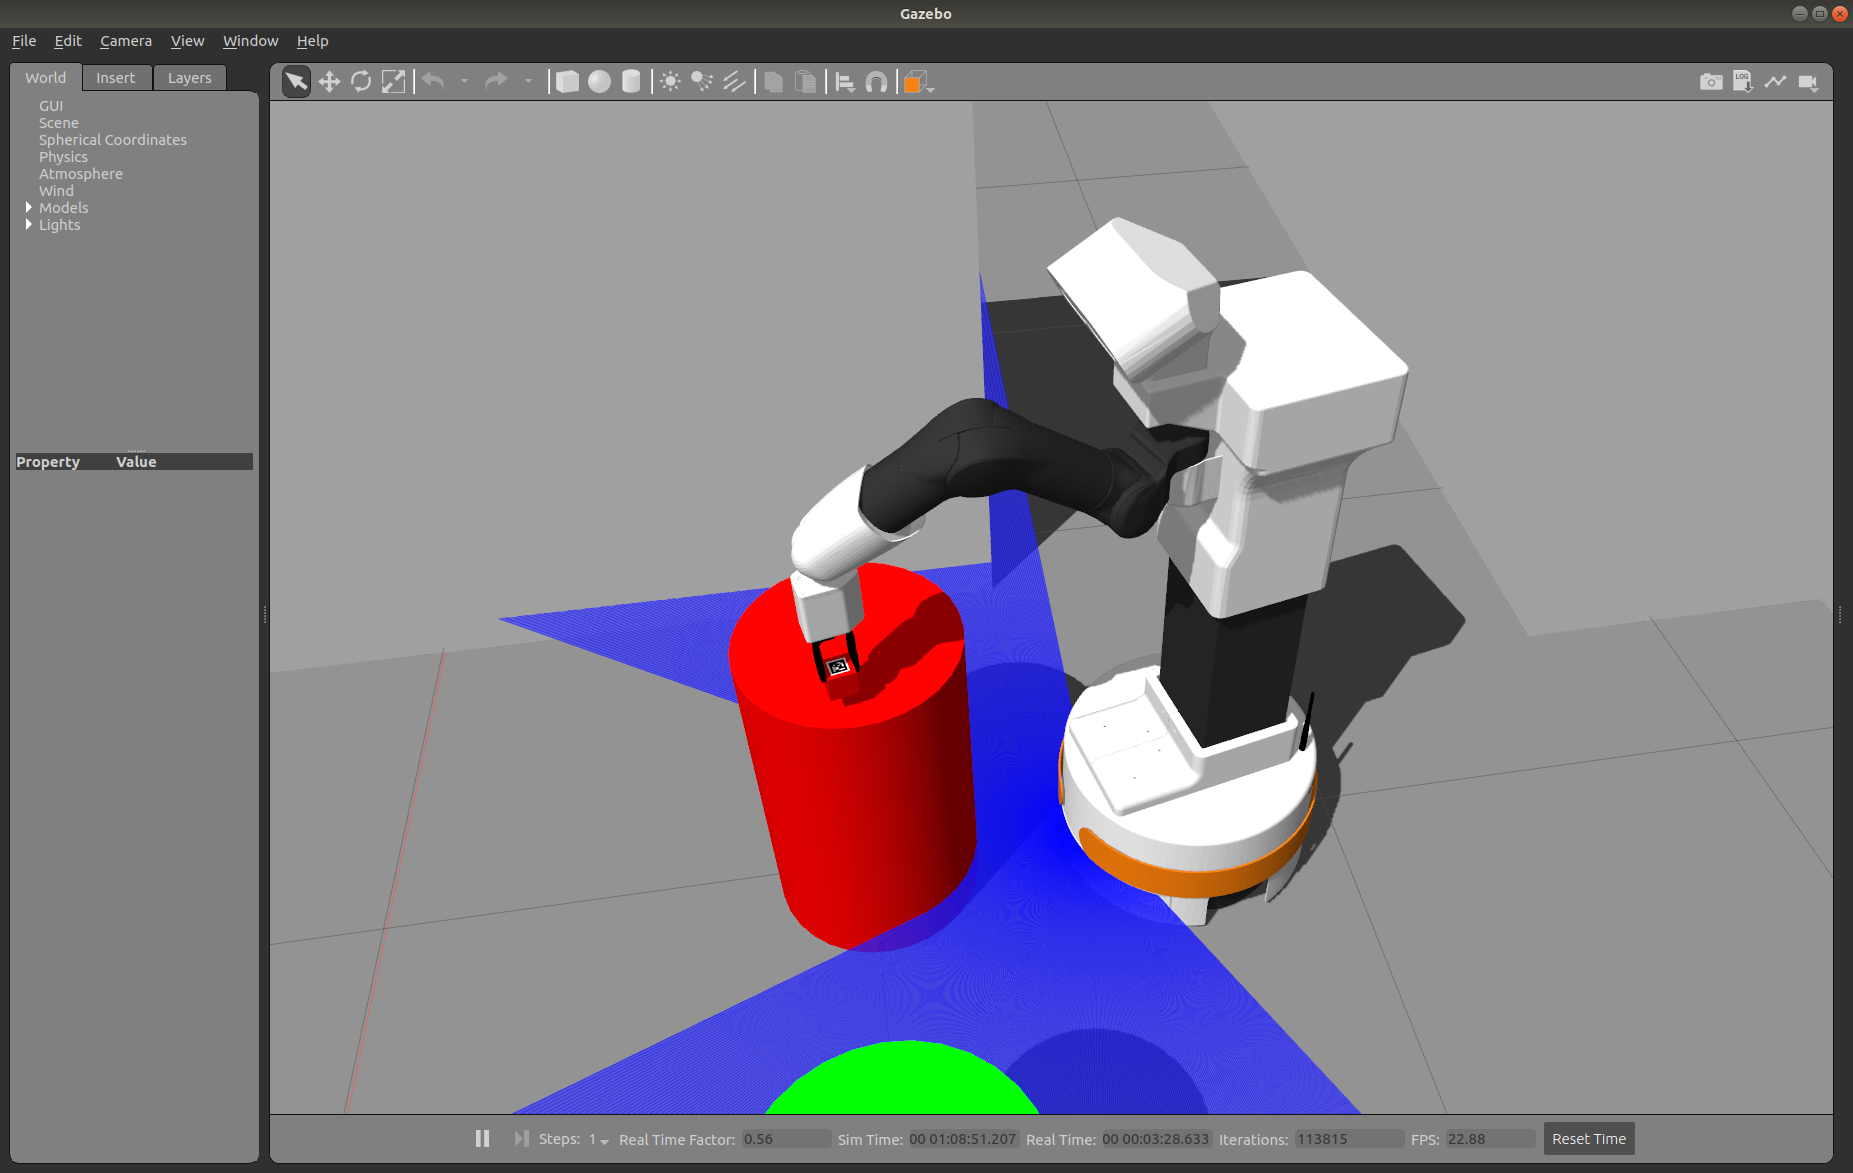 Gazebo
File Edit Camera View Window Help
World Insert Layers
LOG
GUI
Scene
Spherical Coordinates
Physics
Atmosphere
Wind
Models
Lights
Property Value
Steps: 1 Real Time Factor: 0.56 Sim Time: 00 01:08:51.207 Real Time: 00 00:03:28.633 Iterations: 113815 FPS: 22.88 Reset Time